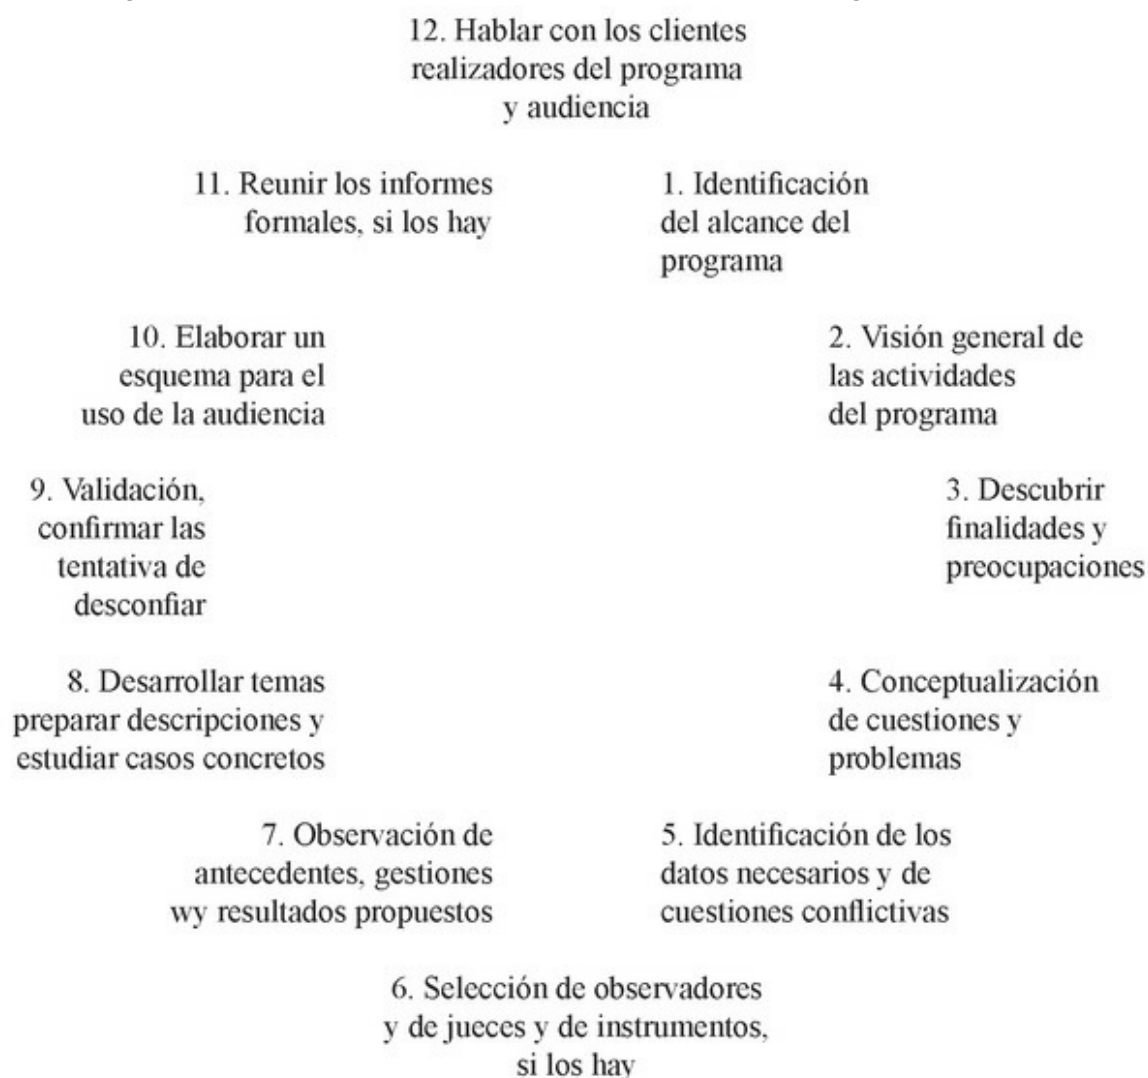 12. Hablar con los clientes
realizadores del programa
y audiencia
11. Reunir los informes
formales, si los hay
1. Identificación
del alcance del
programa
10. Elaborar un
esquema para el
uso de la audiencia
2. Visión general de
las actividades
del programa
9. Validación,
confirmar las
tentativa de
desconfiar
3. Descubrir
finalidades y
preocupaciones
8. Desarrollar temas
preparar descripciones y
estudiar casos concretos
4. Conceptualización
de cuestiones y
problemas
7. Observación de
antecedentes, gestiones
wy resultados propuestos
5. Identificación de los
datos necesarios y de
cuestiones conflictivas
6. Selección de observadores
y de jueces y de instrumentos,
si los hay